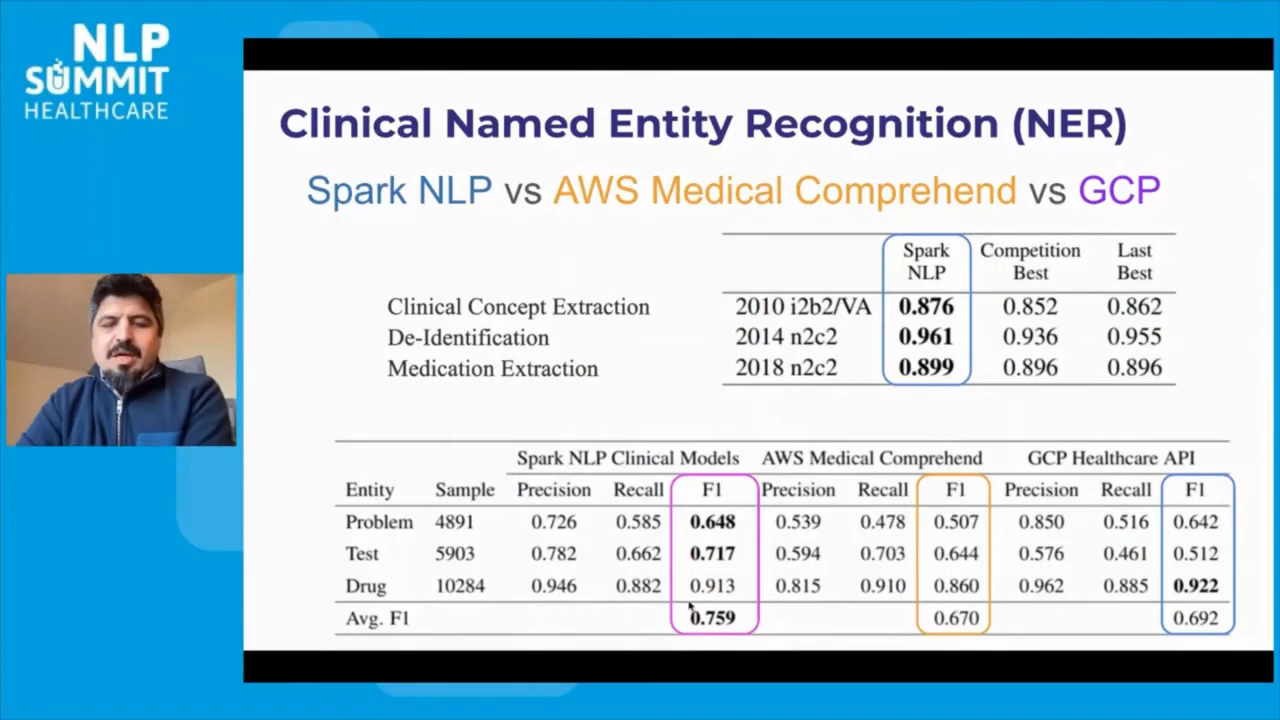 NLP
SUMMIT
HEALTHCARE
Clinical Named Entity Recognition (NER)
Spark NLP vs AWS Medical Comprehend vs GCP
Spark Competition Last
NLP Best Best
Clinical Concept Extraction 2010 i2b2/VA 0.876 0.852 0.862
De-Identification 2014 n2c2 0.961 0.936 0.955
Medication Extraction 2018 n2c2 0.899 0.896 0.896
Spark NLP Clinical Models AWS Medical Comprehend GCP Healthcare API
Entity Sample Precision Recall F1 Precision Recall F1 Precision Recall F1
Problem 4891 0.726 0.585 0.648 0.539 0.478 0.507 0.850 0.516 0.642
Test 5903 0.782 0.662 0.717 0.594 0.703 0.644 0.576 0.461 0.512
Drug 10284 0.946 0.882 0.913 0.815 0.910 0.860 0.962 0.885 0.922
Avg. F1 0.759 0.670 0.692